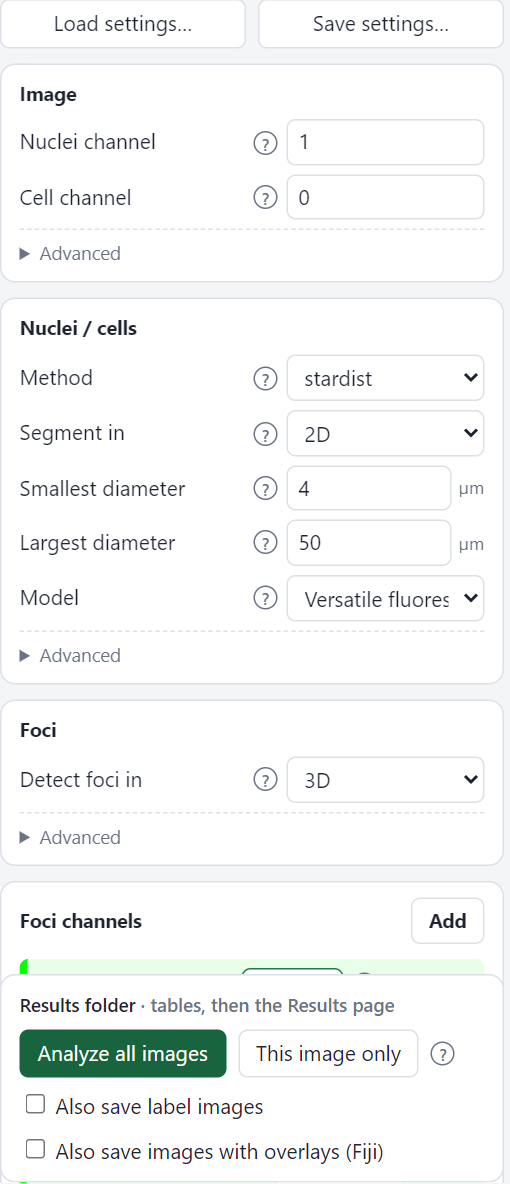 Load settings... Save settings...
Image
Nuclei channel ? 1
Cell channel ? 0
▶ Advanced
Nuclei / cells
Method ? stardist
Segment in ? 2D
Smallest diameter ? 4 µm
Largest diameter ? 50 µm
Model ? Versatile fluores
▶ Advanced
Foci
Detect foci in ? 3D
▶ Advanced
Foci channels Add
Results folder · tables, then the Results page
Analyze all images This image only ?
Also save label images
Also save images with overlays (Fiji)